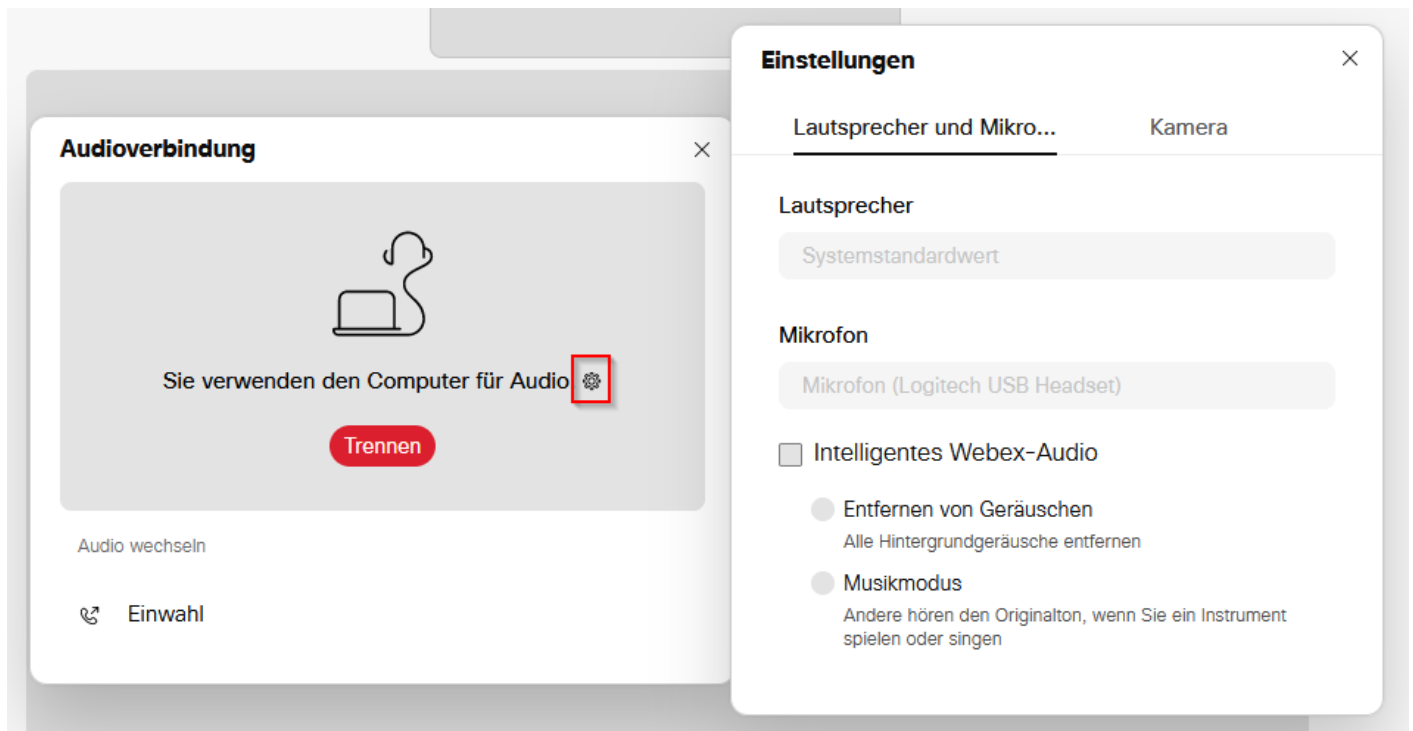 Audioverbindung
Sie verwenden den Computer für Audio
Trennen
Audio wechseln
Einwahl
Einstellungen
Lautsprecher und Mikro...
Kamera
Lautsprecher
Systemstandardwert
Mikrofon
Mikrofon (Logitech USB Headset)
Intelligentes Webex-Audio
Entfernen von Geräuschen
Alle Hintergrundgeräusche entfernen
Musikmodus
Andere hören den Originalton, wenn Sie ein Instrument
spielen oder singen